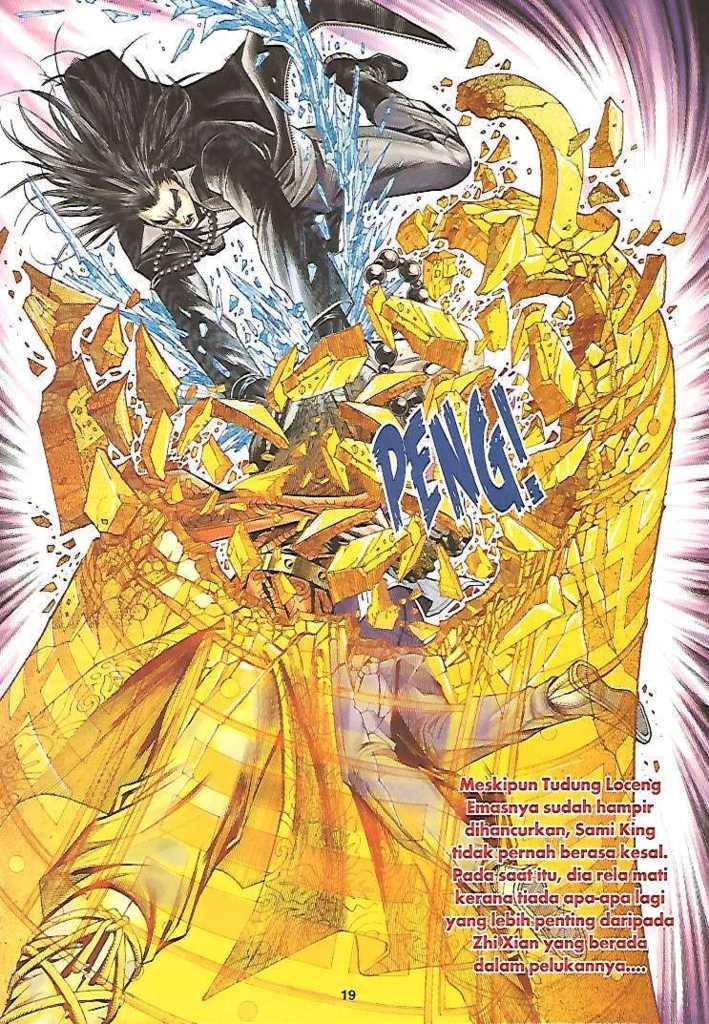 PENG!
Meskipun Tudung Loceng
Emasnya sudah hampir
dihancurkan, Sami King
tidak pernah berasa kesal.
Pada saat itu, dia rela mati
kerana tiada apa-apa lagi
yang lebih penting daripada
Zhi Xian yang berada
dalam pelukannya....
19